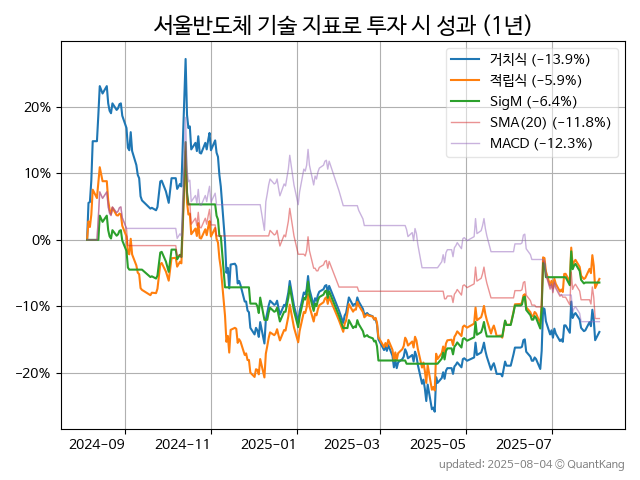 서울반도체 기술 지표로 투자 시 성과 (1년)
거치식 (−13.9%)
적립식 (−5.9%)
SigM (−6.4%)
SMA(20) (−11.8%)
MACD (−12.3%)
20%
10%
0%
−10%
−20%
2024-09 2024-11 2025-01 2025-03 2025-05 2025-07
updated: 2025-08-04 © QuantKang